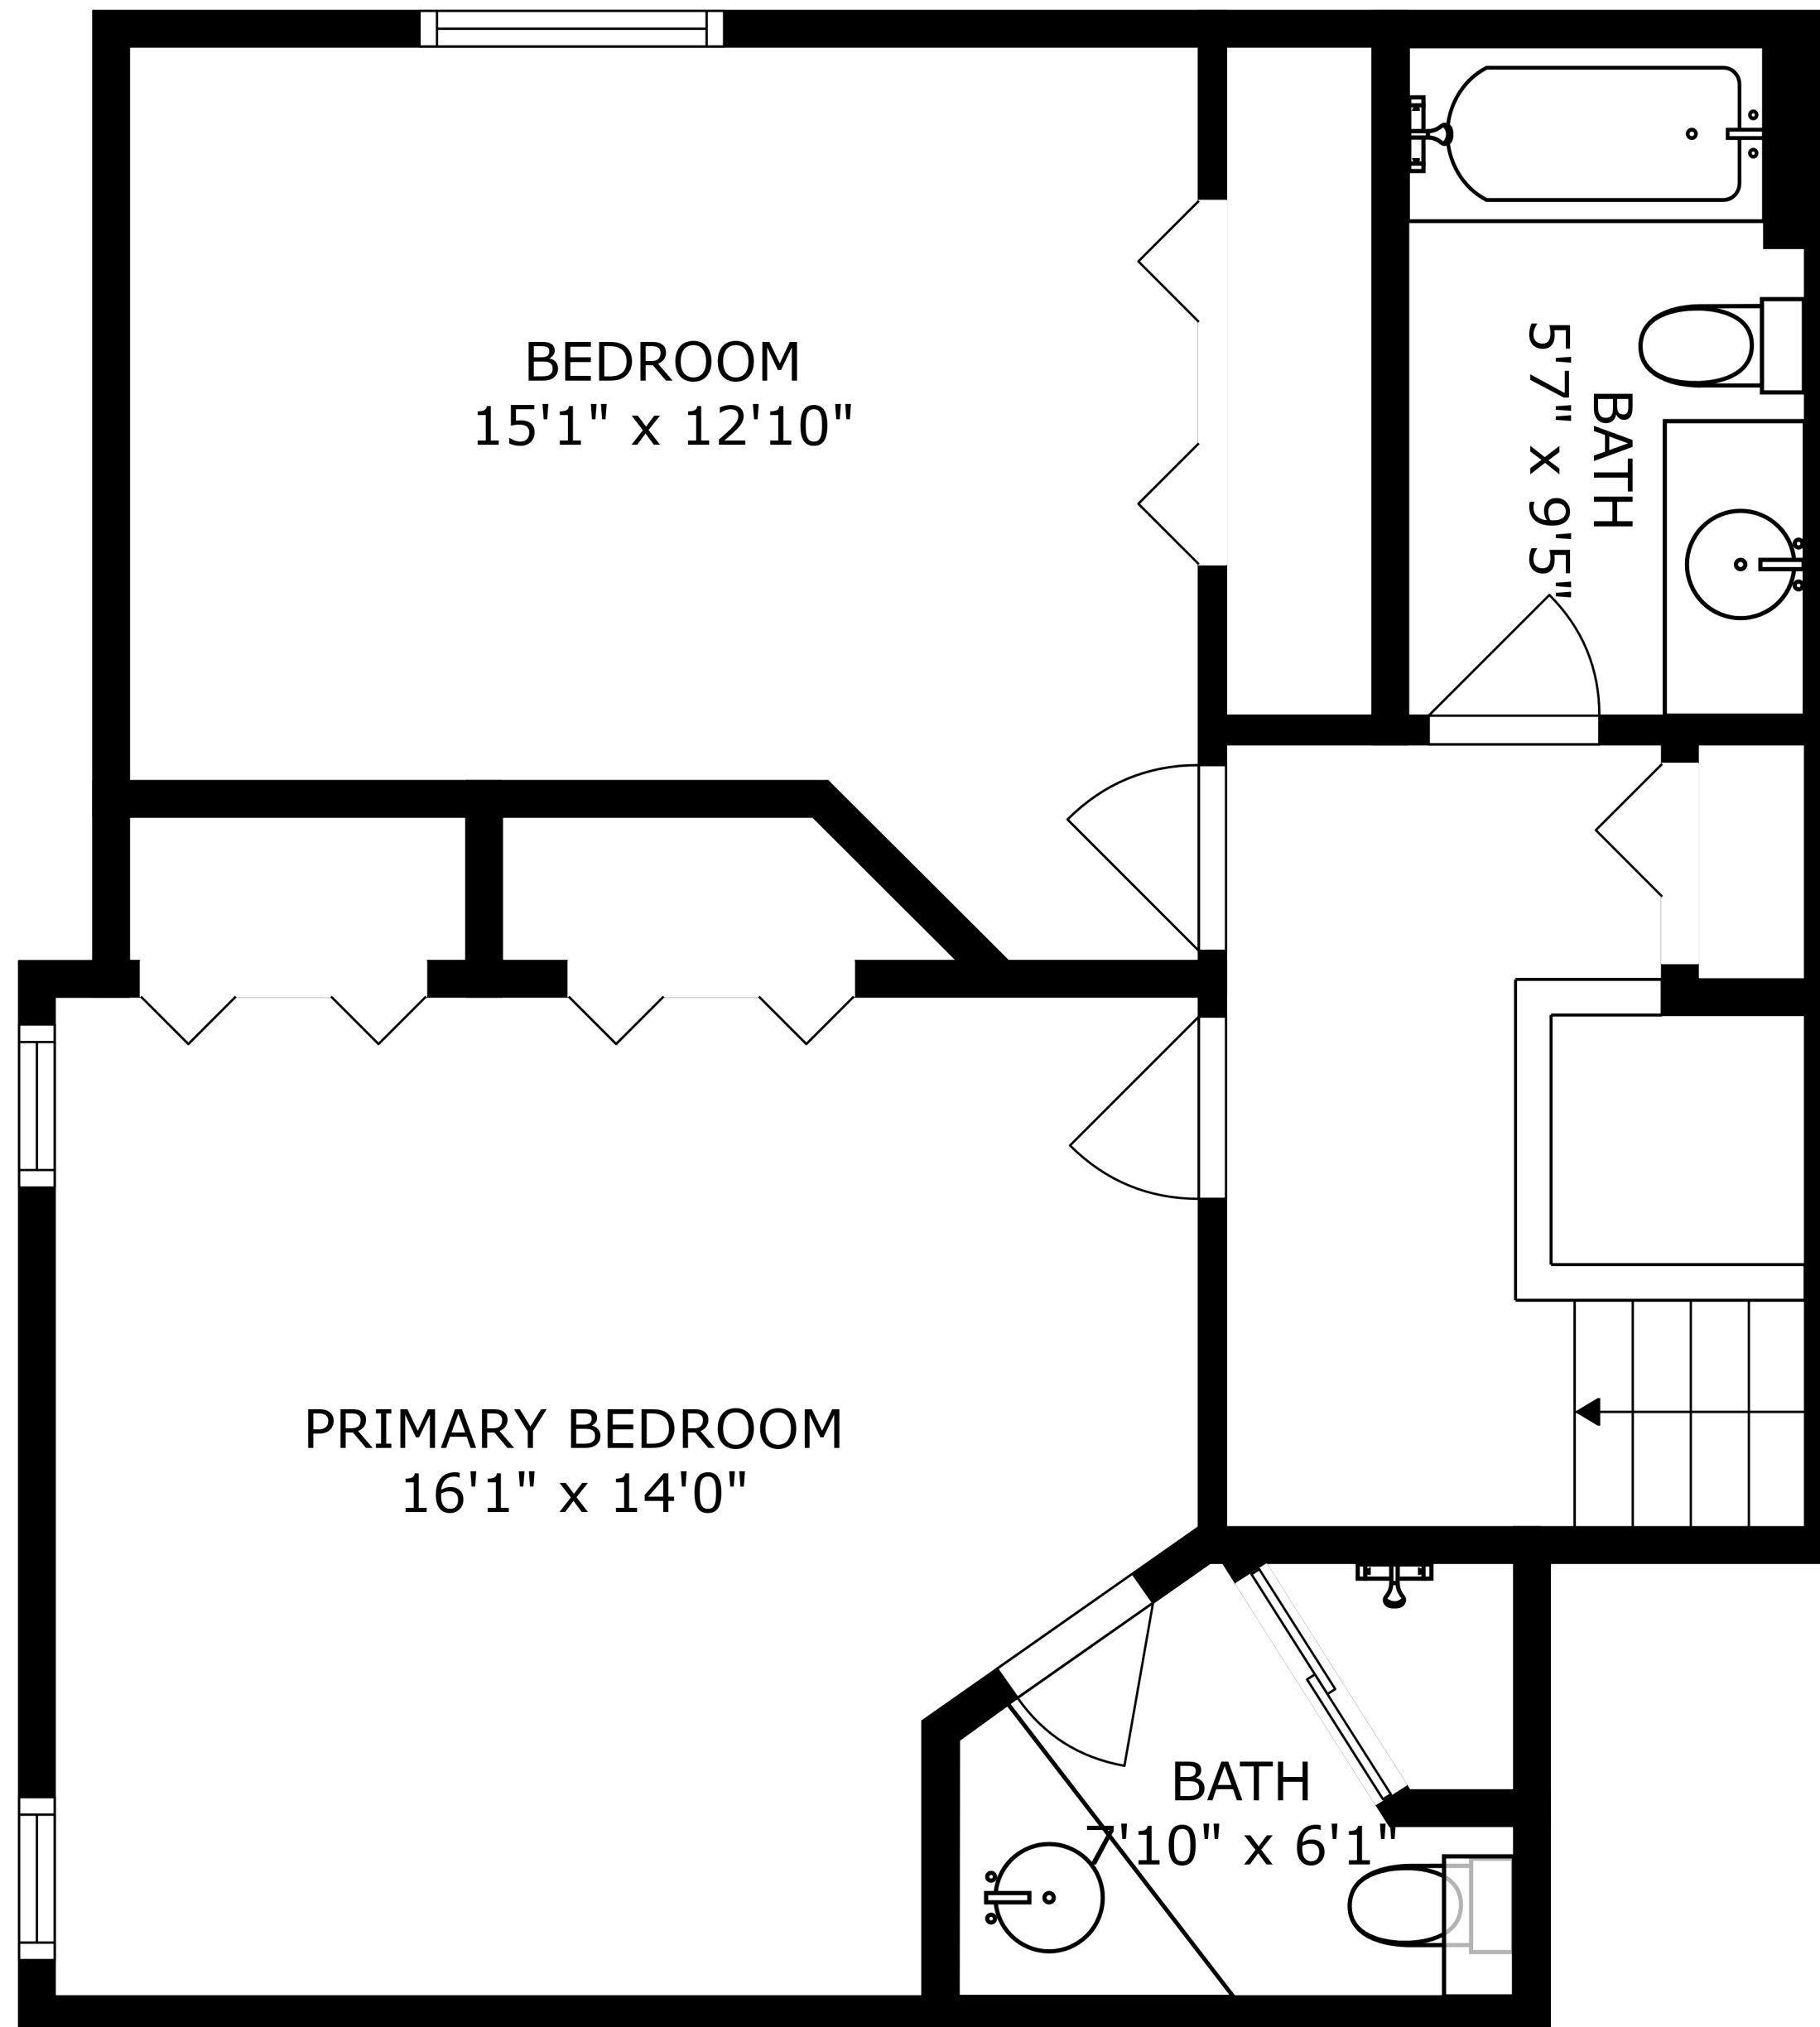 BEDROOM
15'1" x 12'10"
BATH
5'7" x 9'5"
PRIMARY BEDROOM
16'1" x 14'0"
BATH
7'10" x 6'1"